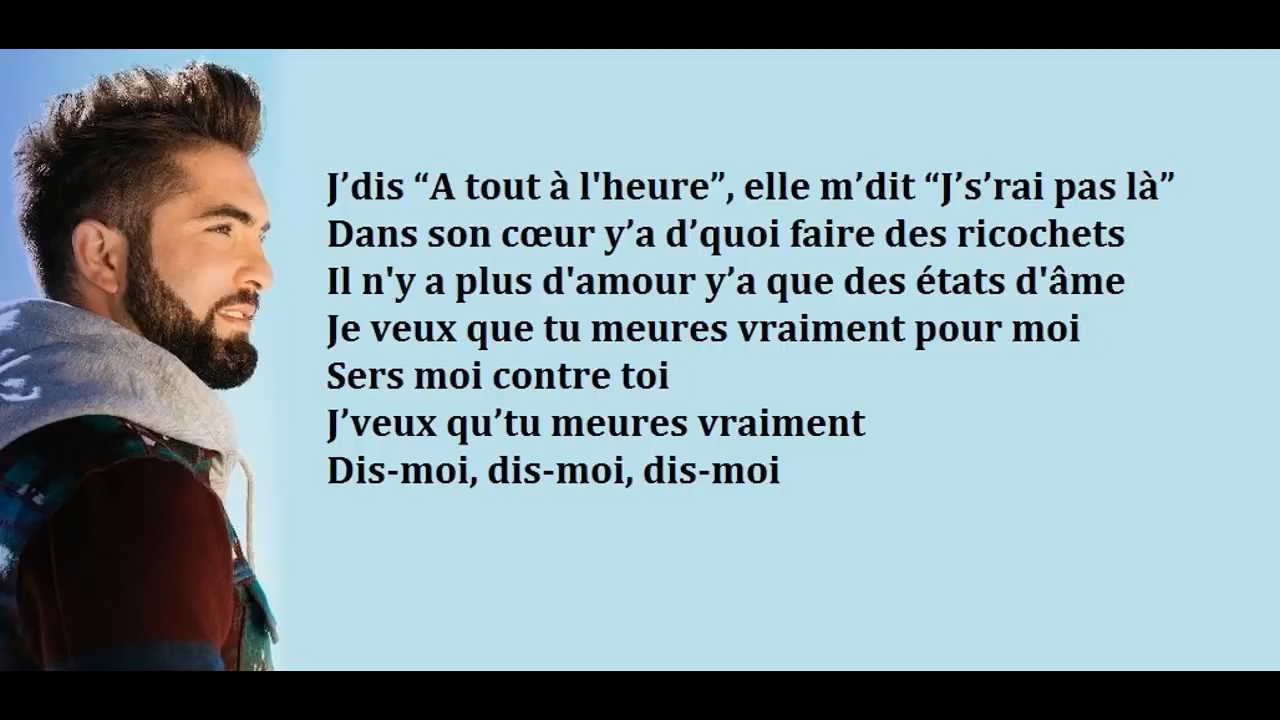 J’dis “A tout à l'heure”, elle m’dit “J’s’rai pas là”
Dans son cœur y’a d’quoi faire des ricochets
Il n'y a plus d'amour y’a que des états d'âme
Je veux que tu meures vraiment pour moi
Sers moi contre toi
J’veux qu’tu meures vraiment
Dis-moi, dis-moi, dis-moi